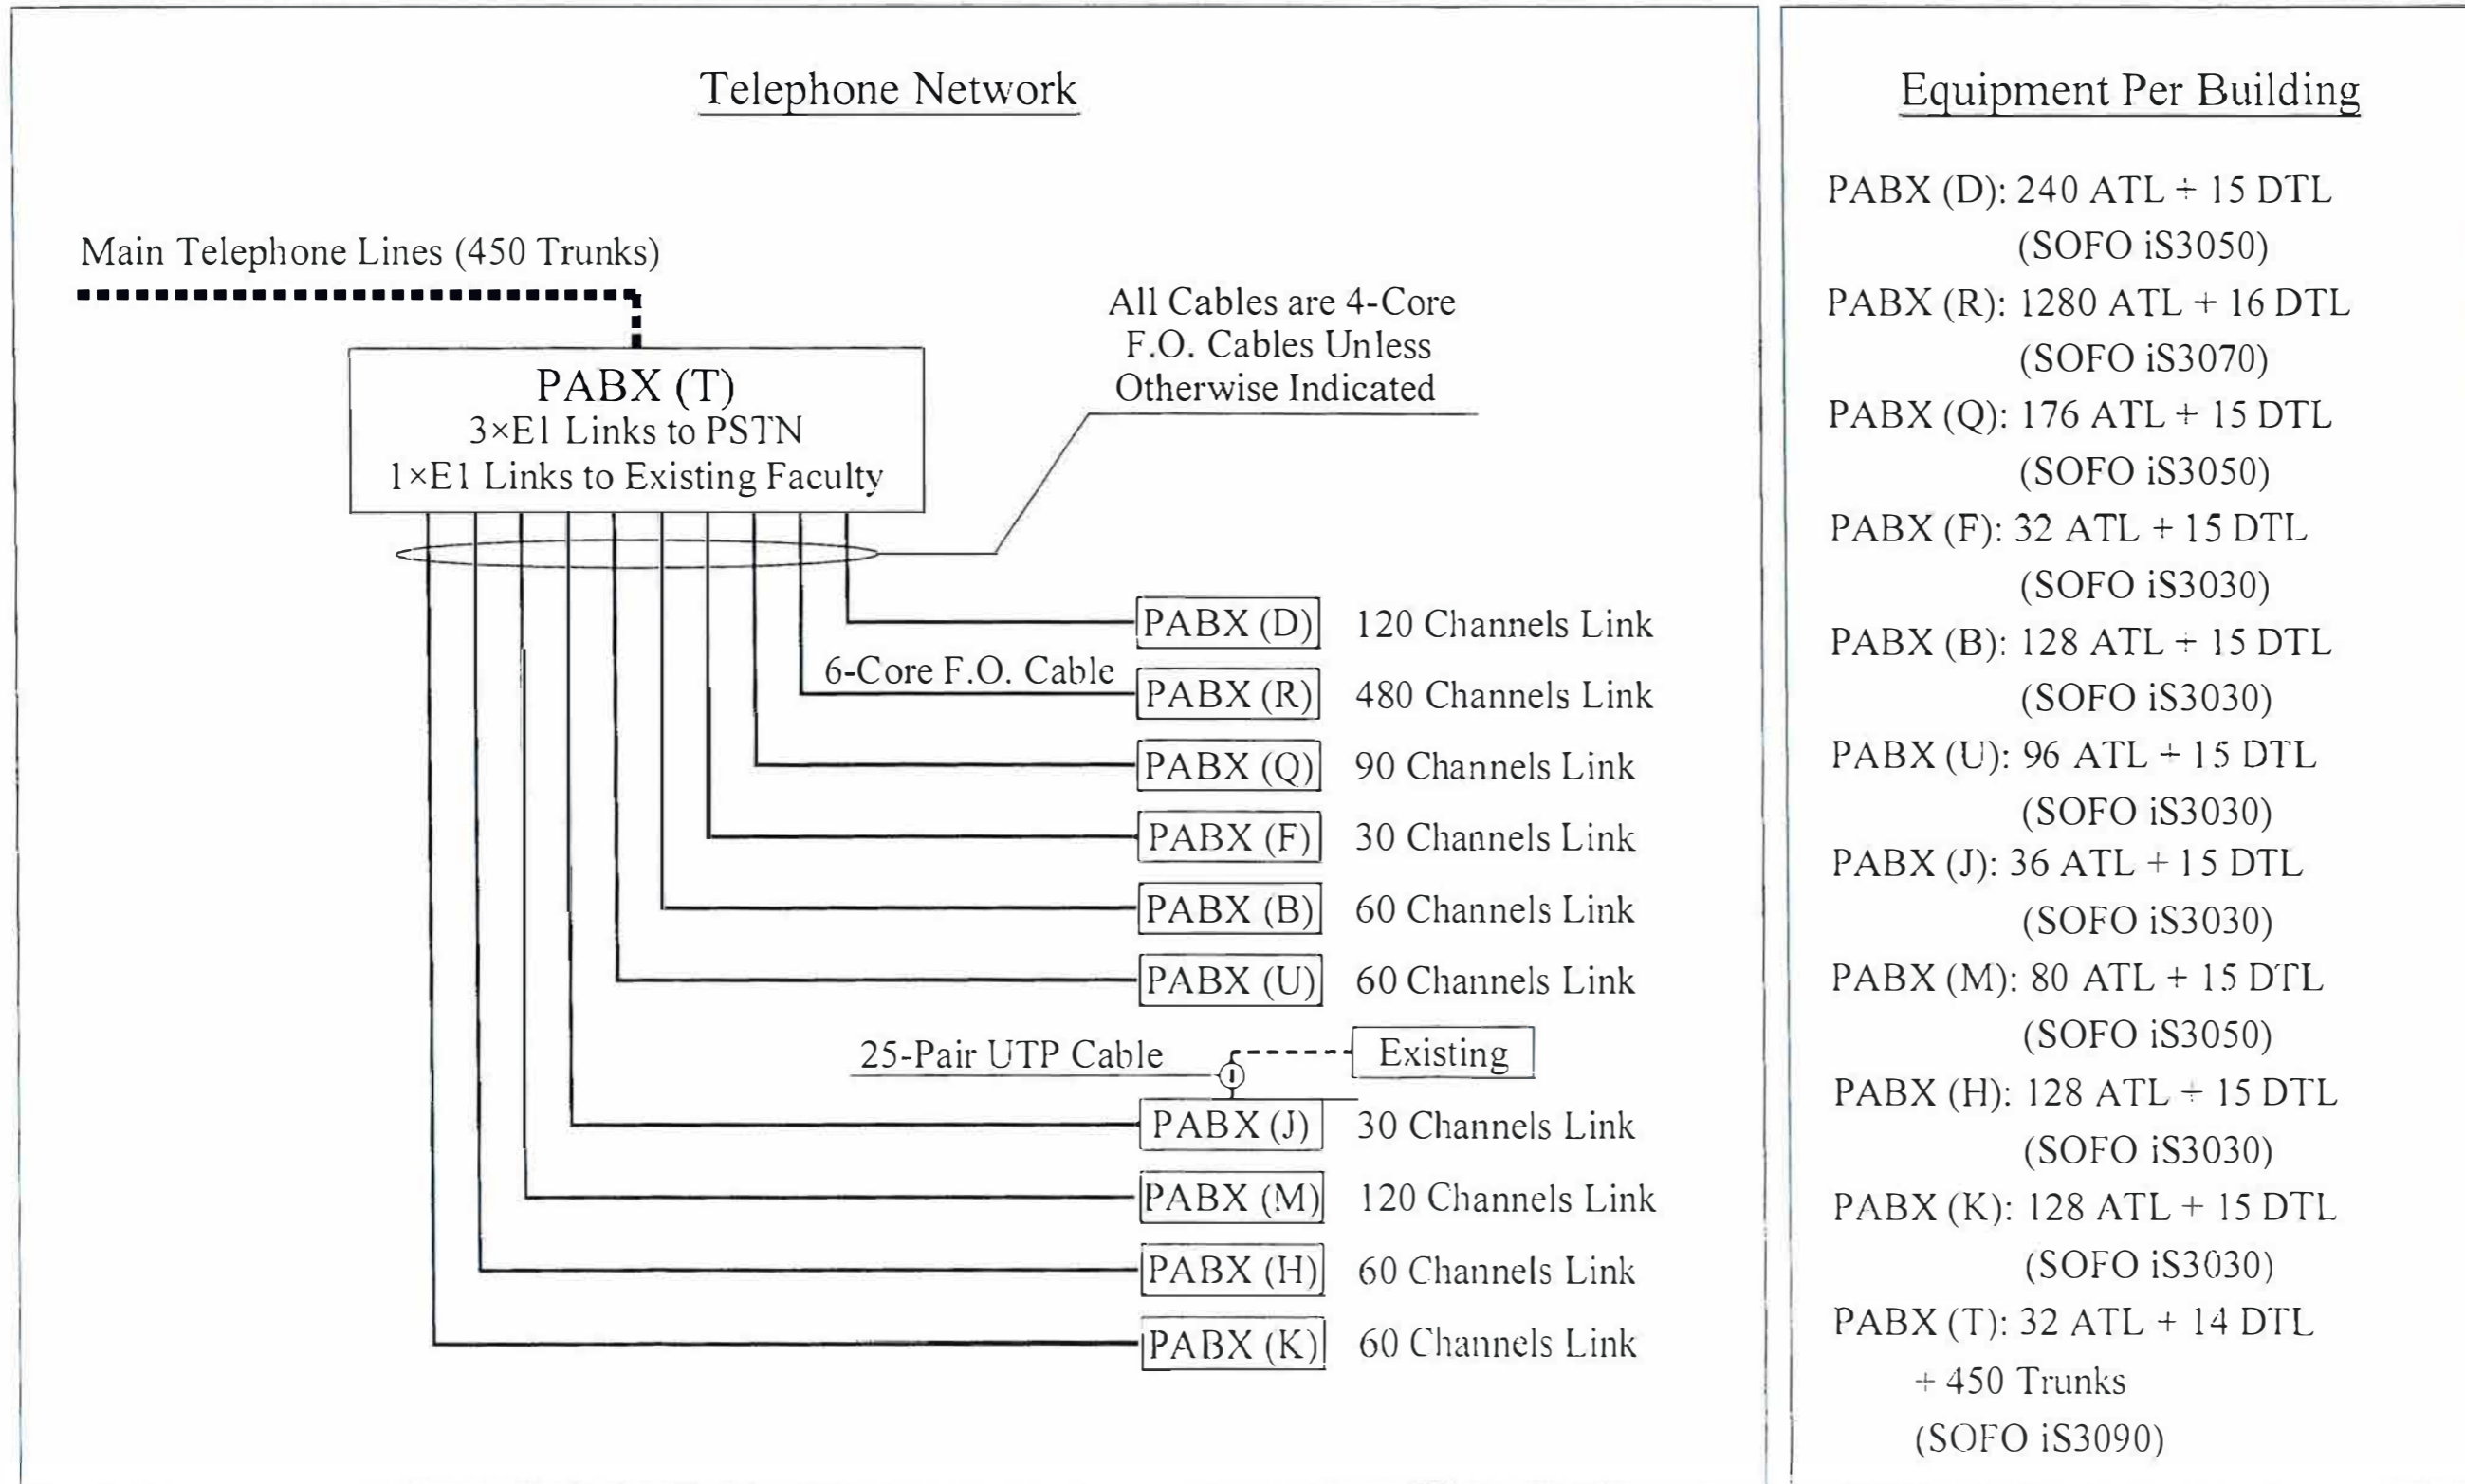 Telephone Network
Main Telephone Lines (450 Trunks)
All Cables are 4-Core
F.O. Cables Unless
Otherwise Indicated
PABX (T)
3×E1 Links to PSTN
1×E1 Links to Existing Faculty
PABX (D) 120 Channels Link
6-Core F.O. Cable
PABX (R) 480 Channels Link
PABX (Q) 90 Channels Link
PABX (F) 30 Channels Link
PABX (B) 60 Channels Link
PABX (U) 60 Channels Link
25-Pair UTP Cable
Existing
PABX (J) 30 Channels Link
PABX (M) 120 Channels Link
PABX (H) 60 Channels Link
PABX (K) 60 Channels Link
Equipment Per Building
PABX (D): 240 ATL + 15 DTL
(SOFO iS3050)
PABX (R): 1280 ATL + 16 DTL
(SOFO iS3070)
PABX (Q): 176 ATL + 15 DTL
(SOFO iS3050)
PABX (F): 32 ATL + 15 DTL
(SOFO iS3030)
PABX (B): 128 ATL + 15 DTL
(SOFO iS3030)
PABX (U): 96 ATL + 15 DTL
(SOFO iS3030)
PABX (J): 36 ATL + 15 DTL
(SOFO iS3030)
PABX (M): 80 ATL + 15 DTL
(SOFO iS3050)
PABX (H): 128 ATL + 15 DTL
(SOFO iS3030)
PABX (K): 128 ATL + 15 DTL
(SOFO iS3030)
PABX (T): 32 ATL + 14 DTL
+ 450 Trunks
(SOFO iS3090)